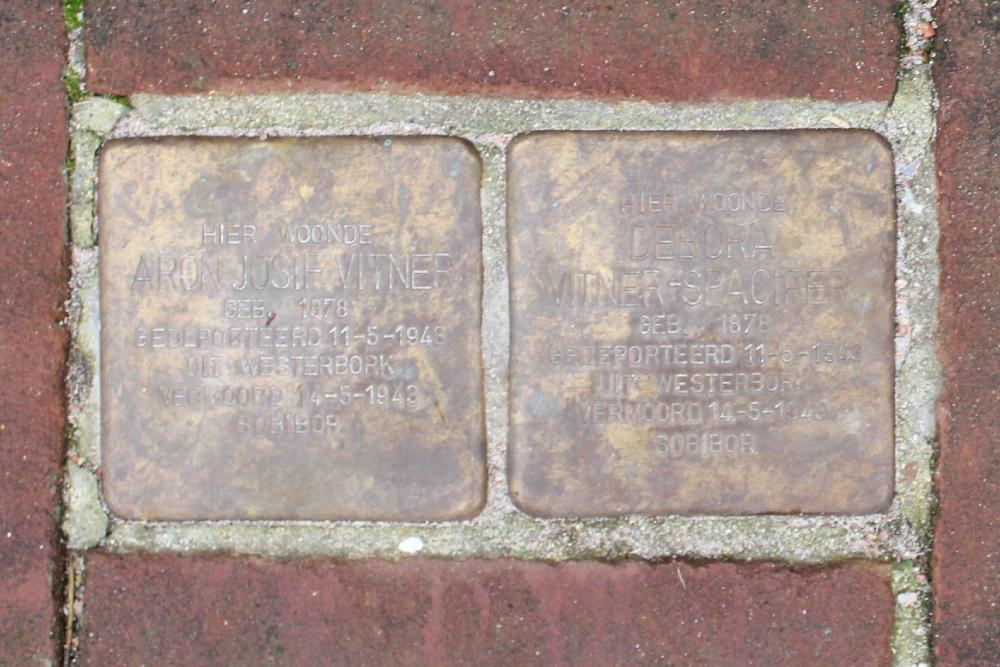 HIER WOONDE
ARON JOSIF VITNER
GEB. 1878
GEDEPORTEERD 11-5-1943
UIT WESTERBORK
VERMOORD 14-5-1943
SOBIBOR
HIER WOONDE
DEBORA
VITNER-SPACIRER
GEB. 1878
GEDEPORTEERD 11-5-1943
UIT WESTERBORK
VERMOORD 14-5-1943
SOBIBOR